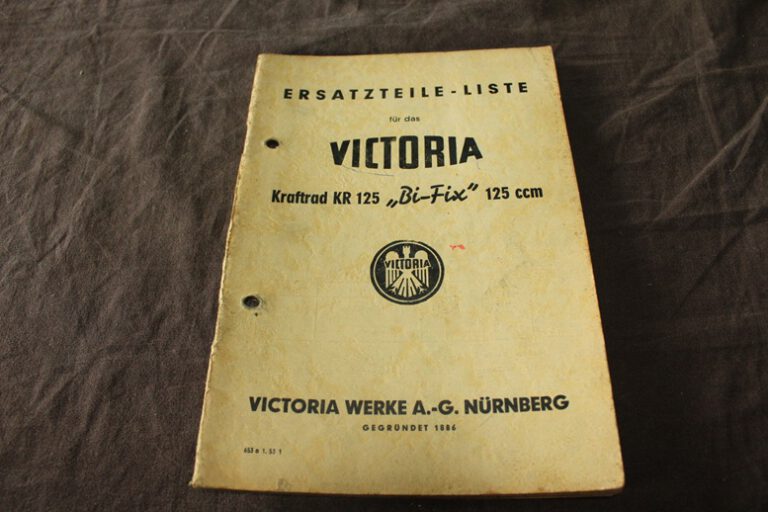 ERSATZTEILE-LISTE
für das
VICTORIA
Kraftrad KR 125 „Bi-Fix" 125 ccm
VICTORIA
VICTORIA WERKE A.-G. NÜRNBERG
GEGRÜNDET 1886